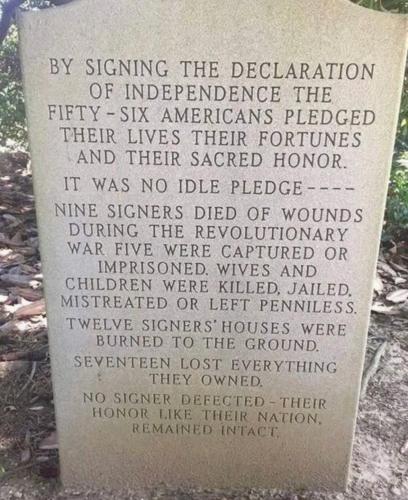 BY SIGNING THE DECLARATION
OF INDEPENDENCE THE
FIFTY-SIX AMERICANS PLEDGED
THEIR LIVES THEIR FORTUNES
AND THEIR SACRED HONOR.
IT WAS NO IDLE PLEDGE----
NINE SIGNERS DIED OF WOUNDS
DURING THE REVOLUTIONARY
WAR FIVE WERE CAPTURED OR
IMPRISONED. WIVES AND
CHILDREN WERE KILLED, JAILED,
MISTREATED OR LEFT PENNILESS.
TWELVE SIGNERS' HOUSES WERE
BURNED TO THE GROUND.
SEVENTEEN LOST EVERYTHING
THEY OWNED.
NO SIGNER DEFECTED-THEIR
HONOR LIKE THEIR NATION,
REMAINED INTACT.